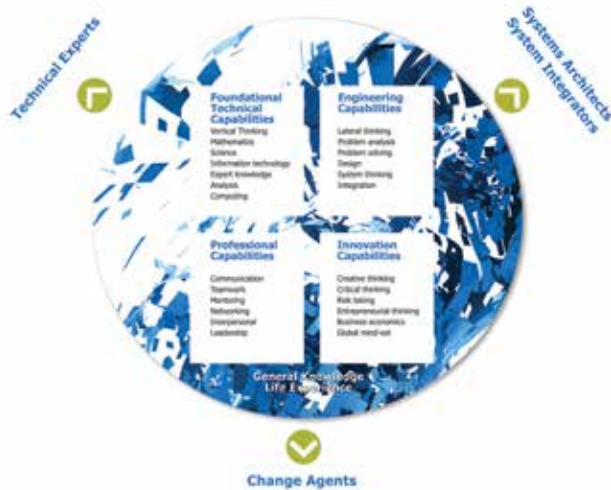 Technical Experts
Systems Architects
System Integrators
Foundational
Technical
Capabilities
Vertical Thinking
Mathematics
Science
Information technology
Expert knowledge
Analysis
Computing
Engineering
Capabilities
Lateral thinking
Problem analysis
Problem solving
Design
System thinking
Integration
Professional
Capabilities
Communication
Teamwork
Mentoring
Networking
Interpersonal
Leadership
Innovation
Capabilities
Creative thinking
Critical thinking
Risk taking
Entrepreneurial thinking
Business economics
Global mind-set
General Knowledge
Life Experience
Change Agents